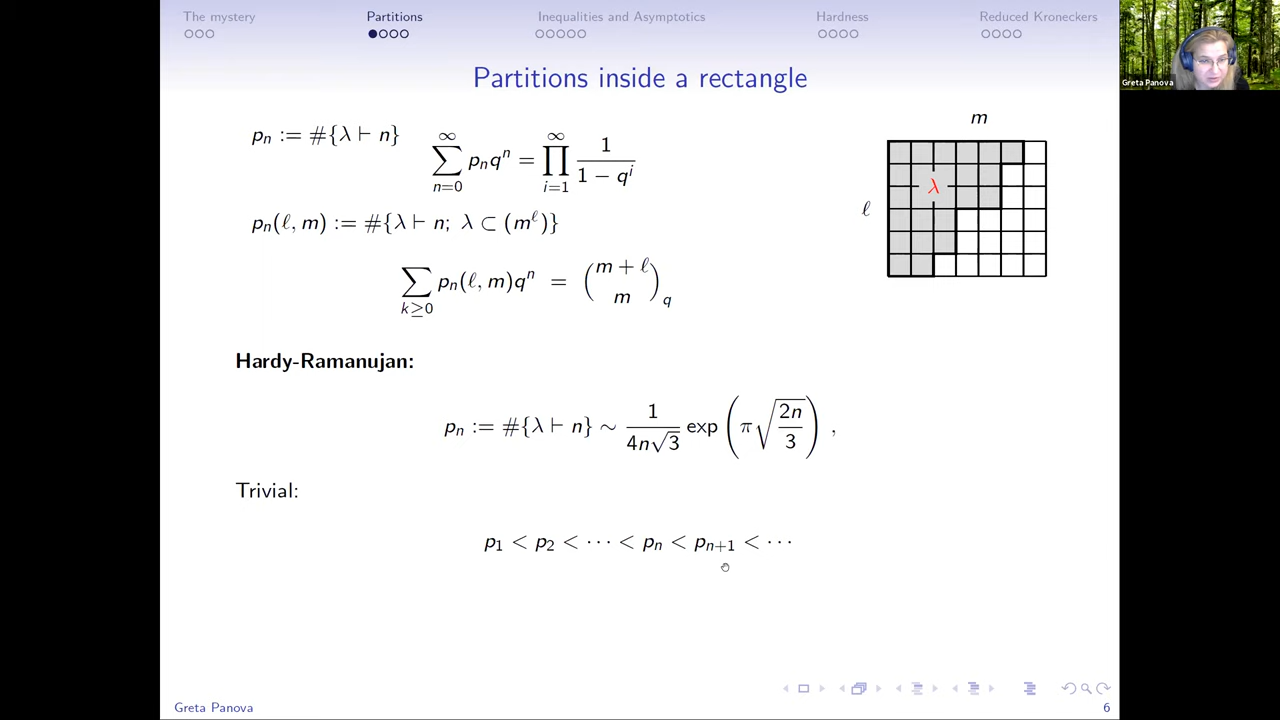 The mystery Partitions Inequalities and Asymptotics Hardness Reduced Kroneckers
Greta Panova
Partitions inside a rectangle
p_n := #{λ ⊢ n} ∑_{n=0}^{∞} p_n q^n = ∏_{i=1}^{∞} 1/(1 − q^i)
p_n(ℓ, m) := #{λ ⊢ n; λ ⊂ (m^ℓ)}
∑_{k≥0} p_n(ℓ, m)q^n = \binom{m + ℓ}{m}_q
m
ℓ
λ
Hardy-Ramanujan:
p_n := #{λ ⊢ n} ∼ 1/(4n√3) exp(π√(2n/3)) ,
Trivial:
p_1 < p_2 < ⋯ < p_n < p_{n+1} < ⋯
Greta Panova 6